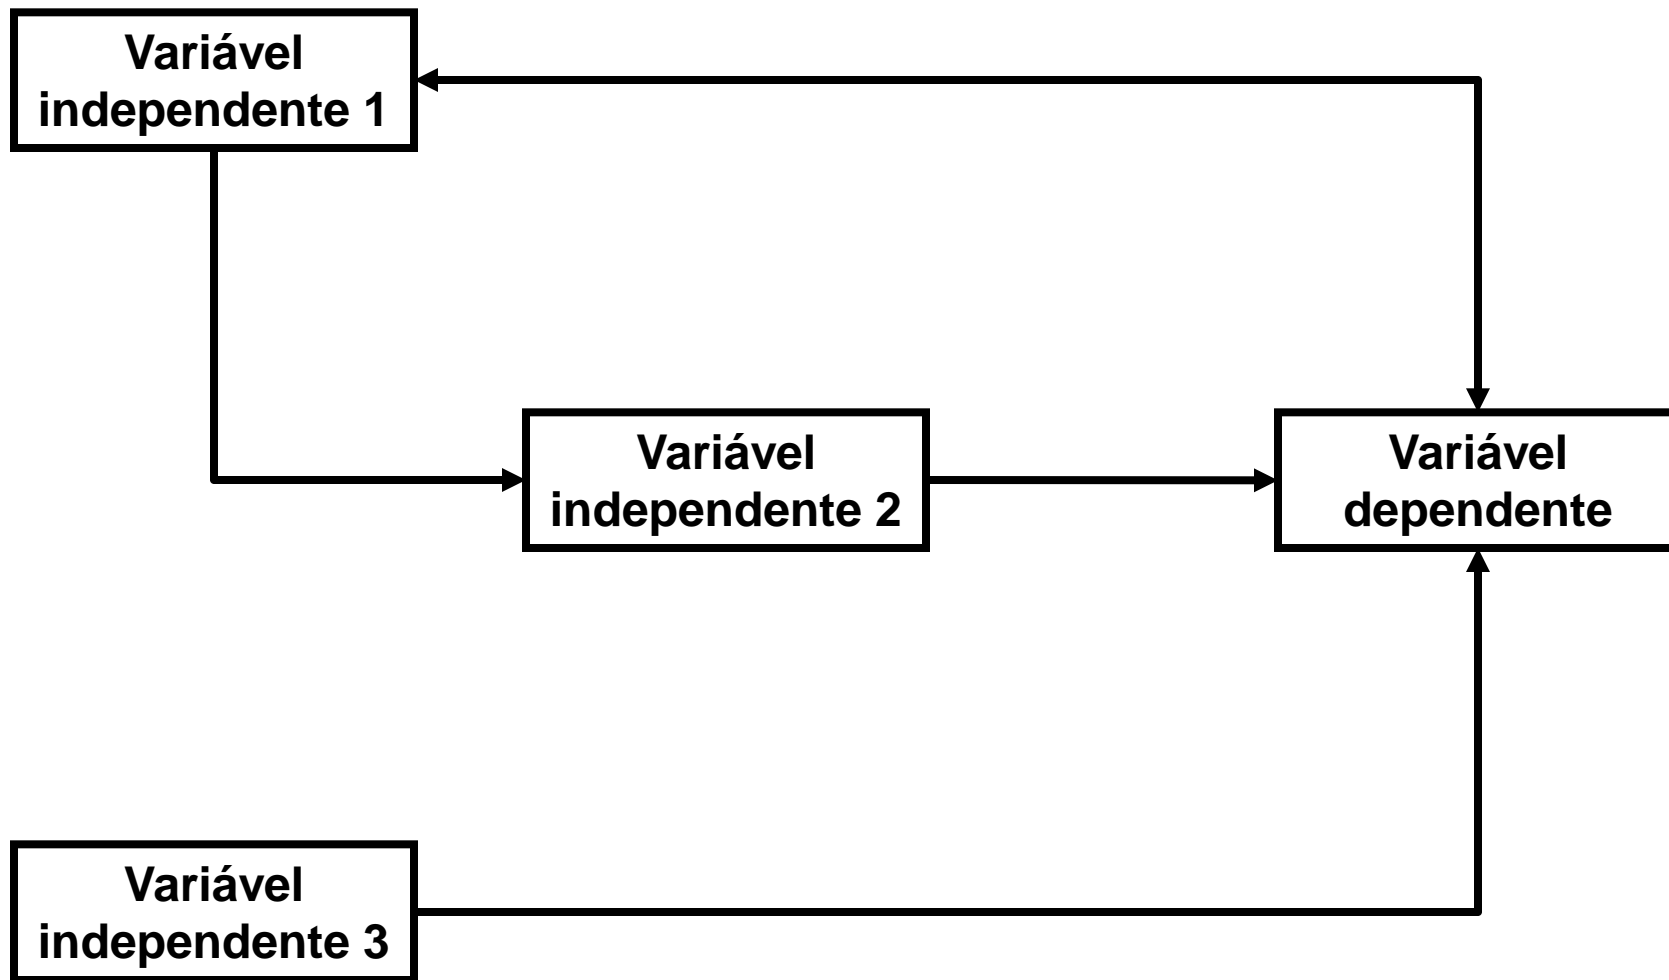 Variável
independente 1
Variável
independente 2
Variável
dependente
Variável
independente 3